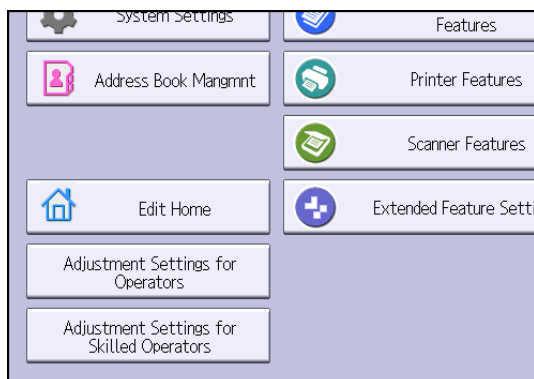 System Settings
Features
Address Book Mangmnt
Printer Features
Scanner Features
Edit Home
Extended Feature Setti
Adjustment Settings for
Operators
Adjustment Settings for
Skilled Operators